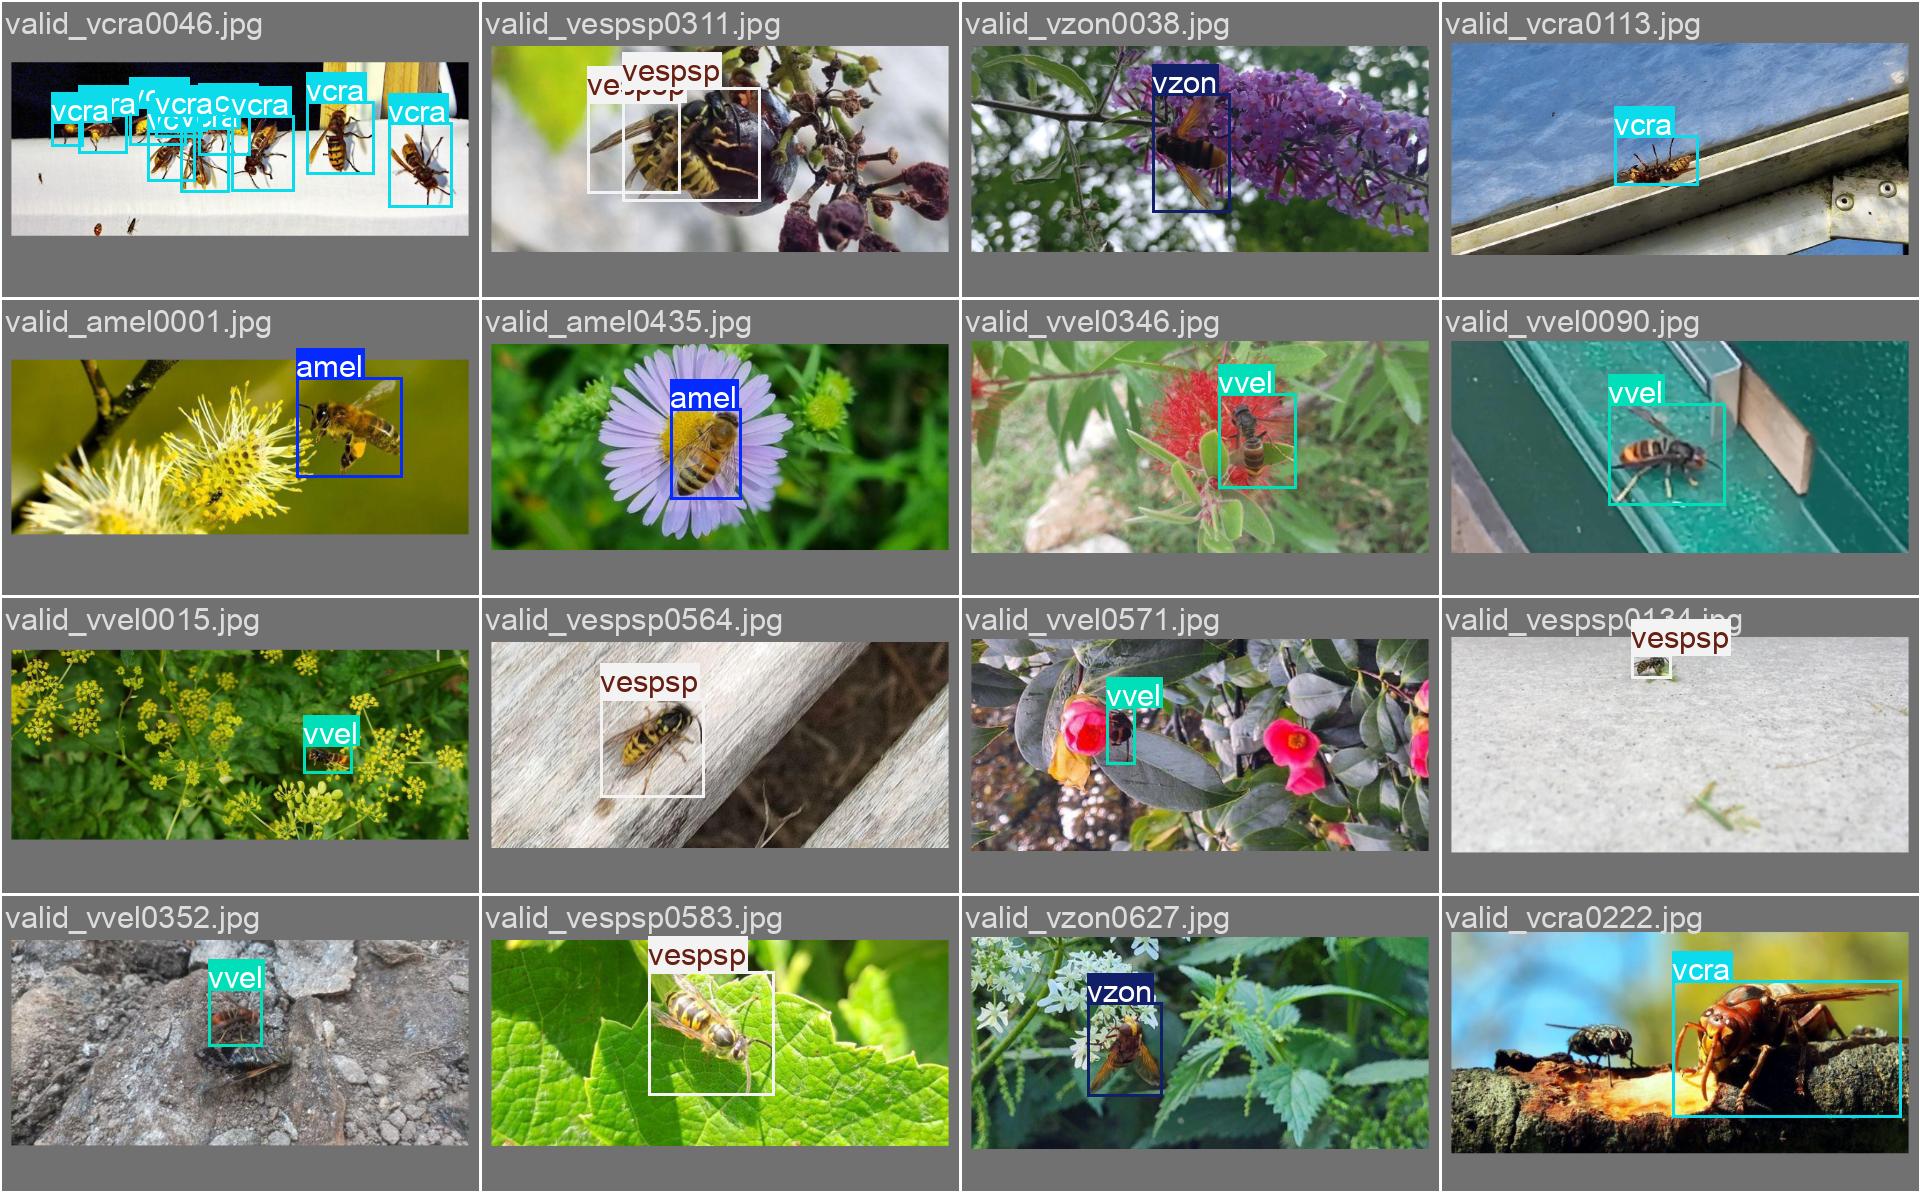 valid_vcra0046.jpg
vcra
ra
vcra
vcra
vcra
vcra
valid_vespsp0311.jpg
vespsp
valid_vzon0038.jpg
vzon
valid_vcra0113.jpg
vcra
valid_amel0001.jpg
amel
valid_amel0435.jpg
amel
valid_vvel0346.jpg
vvel
valid_vvel0090.jpg
vvel
valid_vvel0015.jpg
vvel
valid_vespsp0564.jpg
vespsp
valid_vvel0571.jpg
vvel
valid_vespsp0134.jpg
vespsp
valid_vvel0352.jpg
vvel
valid_vespsp0583.jpg
vespsp
valid_vzon0627.jpg
vzon
valid_vcra0222.jpg
vcra